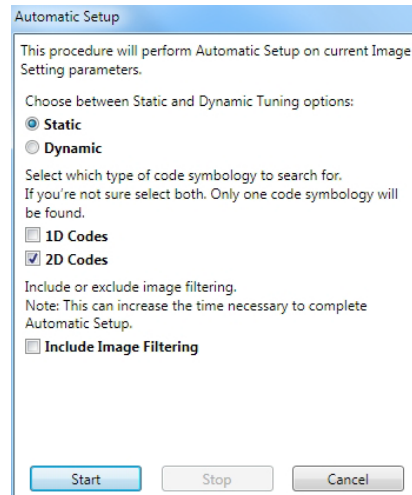 Automatic Setup
This procedure will perform Automatic Setup on current Image
Setting parameters.
Choose between Static and Dynamic Tuning options:
Static
Dynamic
Select which type of code symbology to search for.
If you're not sure select both. Only one code symbology will
be found.
1D Codes
2D Codes
Include or exclude image filtering.
Note: This can increase the time necessary to complete
Automatic Setup.
Include Image Filtering
Start Stop Cancel